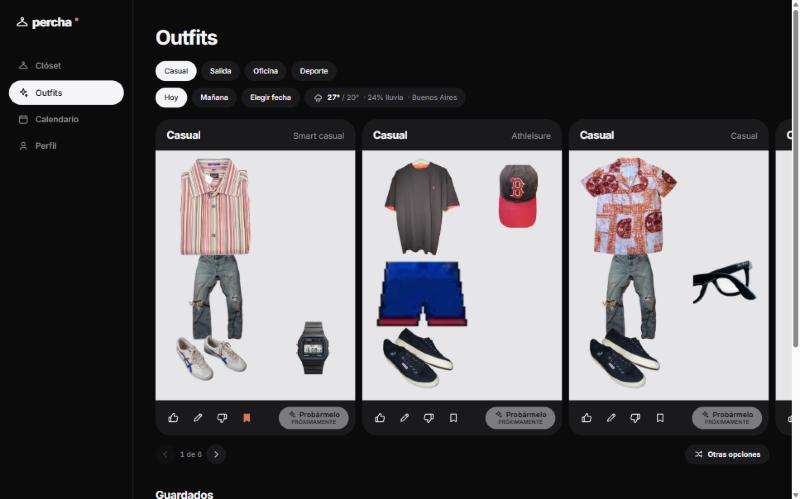 percha
Clóset
Outfits
Calendario
Perfil
Outfits
Casual Salida Oficina Deporte
Hoy Mañana Elegir fecha 27° / 20° · 24% lluvia · Buenos Aires
Casual Smart casual
Casual Athleisure
B
Casual Casual
C
Probármelo
PRÓXIMAMENTE
Probármelo
PRÓXIMAMENTE
Probármelo
PRÓXIMAMENTE
1 de 6
Otras opciones
Guardados